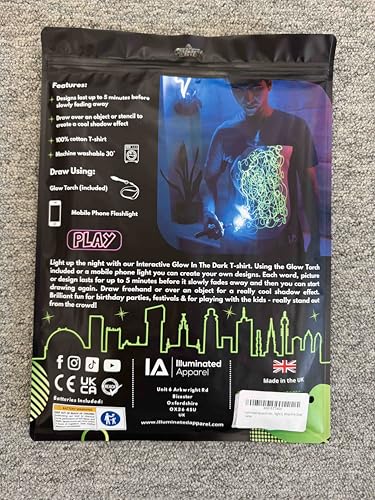 Features:
Designs last up to 5 minutes before
slowly fading away
Draw over an object or stencil to
create a cool shadow effect
100% cotton T-shirt
Machine washable 30°
Draw Using:
Glow Torch (included)
Mobile Phone Flashlight
PLAY
Light up the night with our Interactive Glow In The Dark T-shirt. Using the Glow Torch
included or a mobile phone light you can create your own designs. Each word, picture
or design lasts for up to 5 minutes before it slowly fades away and then you can start
drawing again. Draw freehand or over an object for a really cool shadow effect.
Brilliant fun for birthday parties, festivals & for playing with the kids - really stand out
from the crowd!
IA Illuminated
Apparel
Made in the UK
CE UK
CA
Batteries Included:
Unit 6 Arkwright Rd
Bicester
Oxfordshire
OX26 4SU
UK
www.illuminatedapparel.com